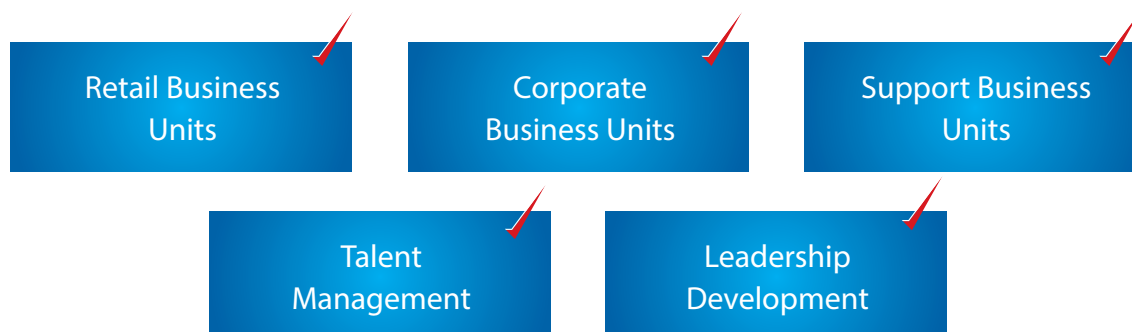 Retail Business
Units
Corporate
Business Units
Support Business
Units
Talent
Management
Leadership
Development